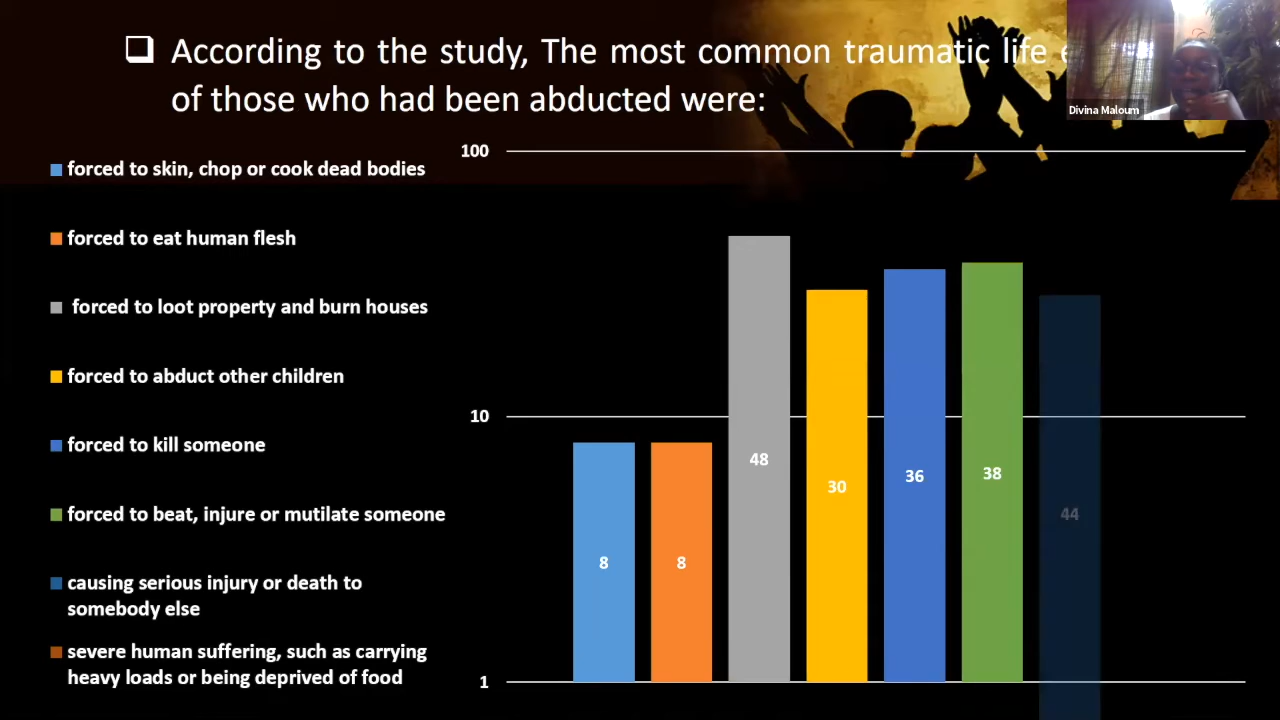 According to the study, The most common traumatic life
of those who had been abducted were:
Divina Maloum
forced to skin, chop or cook dead bodies
forced to eat human flesh
forced to loot property and burn houses
forced to abduct other children
forced to kill someone
forced to beat, injure or mutilate someone
causing serious injury or death to
somebody else
severe human suffering, such as carrying
heavy loads or being deprived of food
100
10
1
8
8
48
30
36
38
44